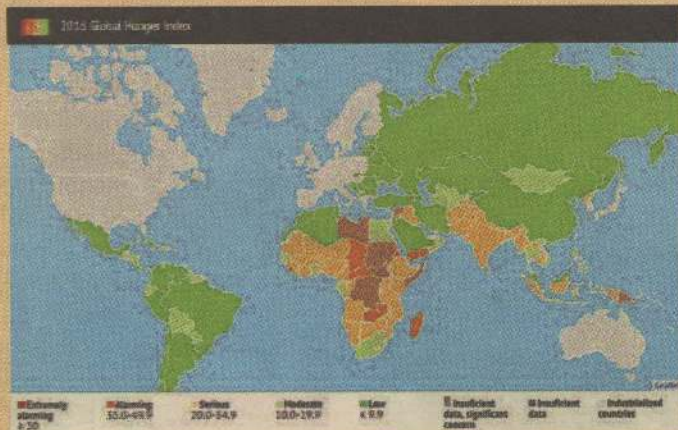 2016 Global Hunger Index
Extremely
alarming
≥ 50
Alarming
35.0-49.9
Serious
20.0-34.9
Moderate
10.0-19.9
Low
≤ 9.9
Insufficient
data, significant
concern
Insufficient
data
Industrialized
countries